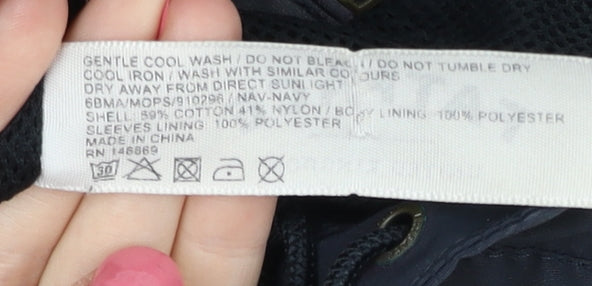 GENTLE COOL WASH / DO NOT BLEACH / DO NOT TUMBLE DRY
COOL IRON / WASH WITH SIMILAR COLOURS
DRY AWAY FROM DIRECT SUNLIGHT
6BMA/MOPS/910296 / NAV-NAVY
SHELL: 59% COTTON 41% NYLON / BODY LINING: 100% POLYESTER
SLEEVES LINING: 100% POLYESTER
MADE IN CHINA
RN 146869
30